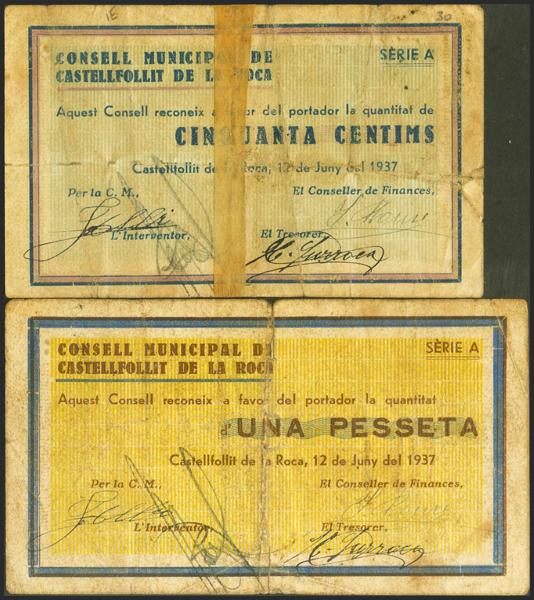 1E 30
CONSELL MUNICIPAL DE SÈRIE A
CASTELLFOLLIT DE LA ROCA
Aquest Consell reconeix a favor del portador la quantitat de
CINQUANTA CENTIMS
Castellfollit de la Roca, 12 de Juny del 1937
Per la C. M., El Conseller de Finances,
L'Interventor, El Tresorer,
CONSELL MUNICIPAL DE SÈRIE A
CASTELLFOLLIT DE LA ROCA
Aquest Consell reconeix a favor del portador la quantitat
d'UNA PESSETA
Castellfollit de la Roca, 12 de Juny del 1937
Per la C. M., El Conseller de Finances,
L'Interventor, El Tresorer,